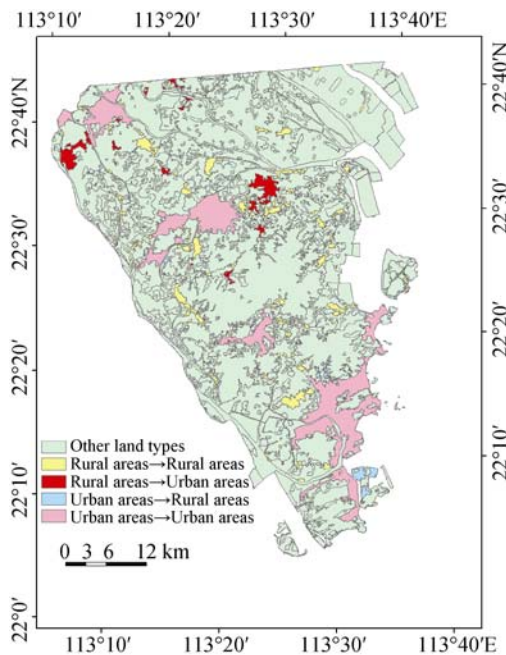 113°10′ 113°20′ 113°30′ 113°40′
22°40′N
22°30′
22°20′
22°10′
22°0′
22°40′N
22°30′
22°20′
22°10′
Other land types
Rural areas→Rural areas
Rural areas→Urban areas
Urban areas→Rural areas
Urban areas→Urban areas
0 3 6 12 km
113°10′ 113°20′ 113°30′ 113°40′E